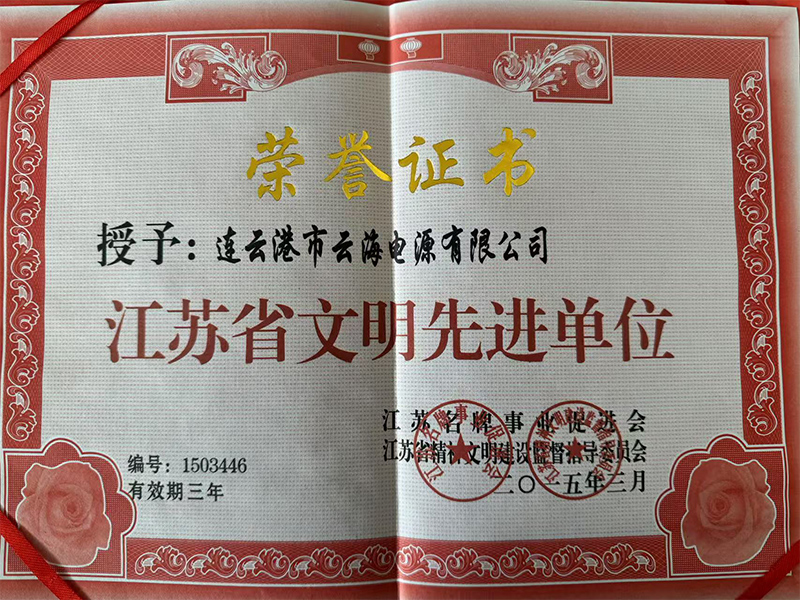 荣誉证书
授予：连云港市云海电源有限公司
江苏省文明先进单位
江苏名牌事业促进会
江苏省精神文明建设监督指导委员会
编号：1503446
有效期三年
二〇一五年三月